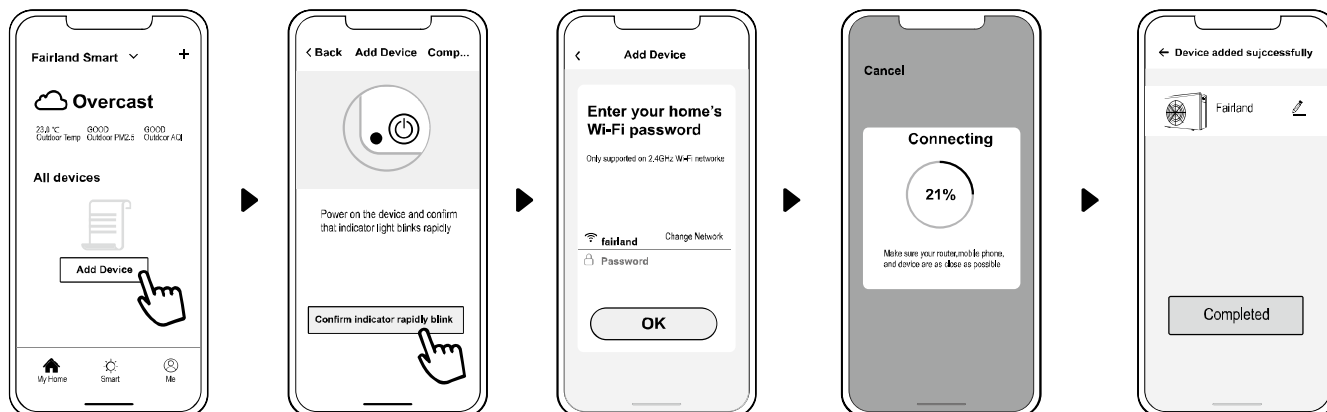 Fairland Smart
+
Overcast
23.8 °C GOOD GOOD
Outdoor Temp Outdoor PM2.5 Outdoor AQI
All devices
Add Device
My Home Smart Me
< Back Add Device Comp...
Power on the device and confirm
that indicator light blinks rapidly
Confirm indicator rapidly blink
< Add Device
Enter your home's
Wi-Fi password
Only supported on 2.4GHz Wi-Fi networke
fairland Change Network
Password
OK
Cancel
Connecting
21%
Make sure your router,mobile phone,
and device are as close as possible
← Device added sujccessfully
Fairland
Completed